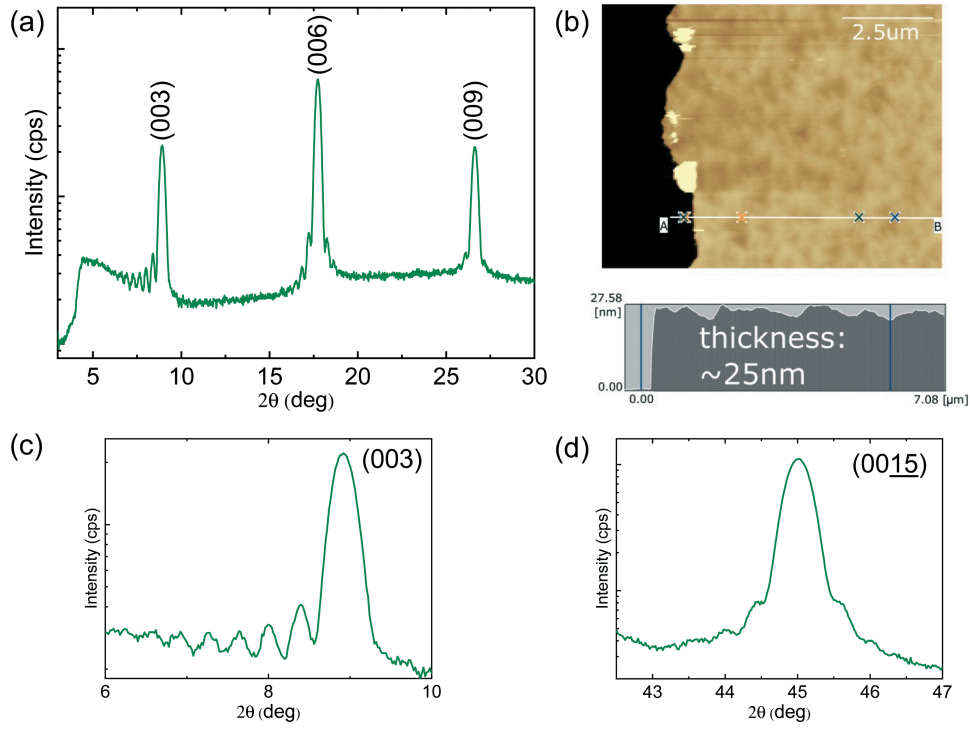 (a)
(003)
(006)
(009)
Intensity (cps)
5 10 15 20 25 30
2θ (deg)
(b)
2.5um
A
B
27.58
[nm]
0.00
thickness:
~25nm
0.00 7.08 [µm]
(c)
(003)
Intensity (cps)
6 8 10
2θ (deg)
(d)
(0015)
Intensity (cps)
43 44 45 46 47
2θ (deg)